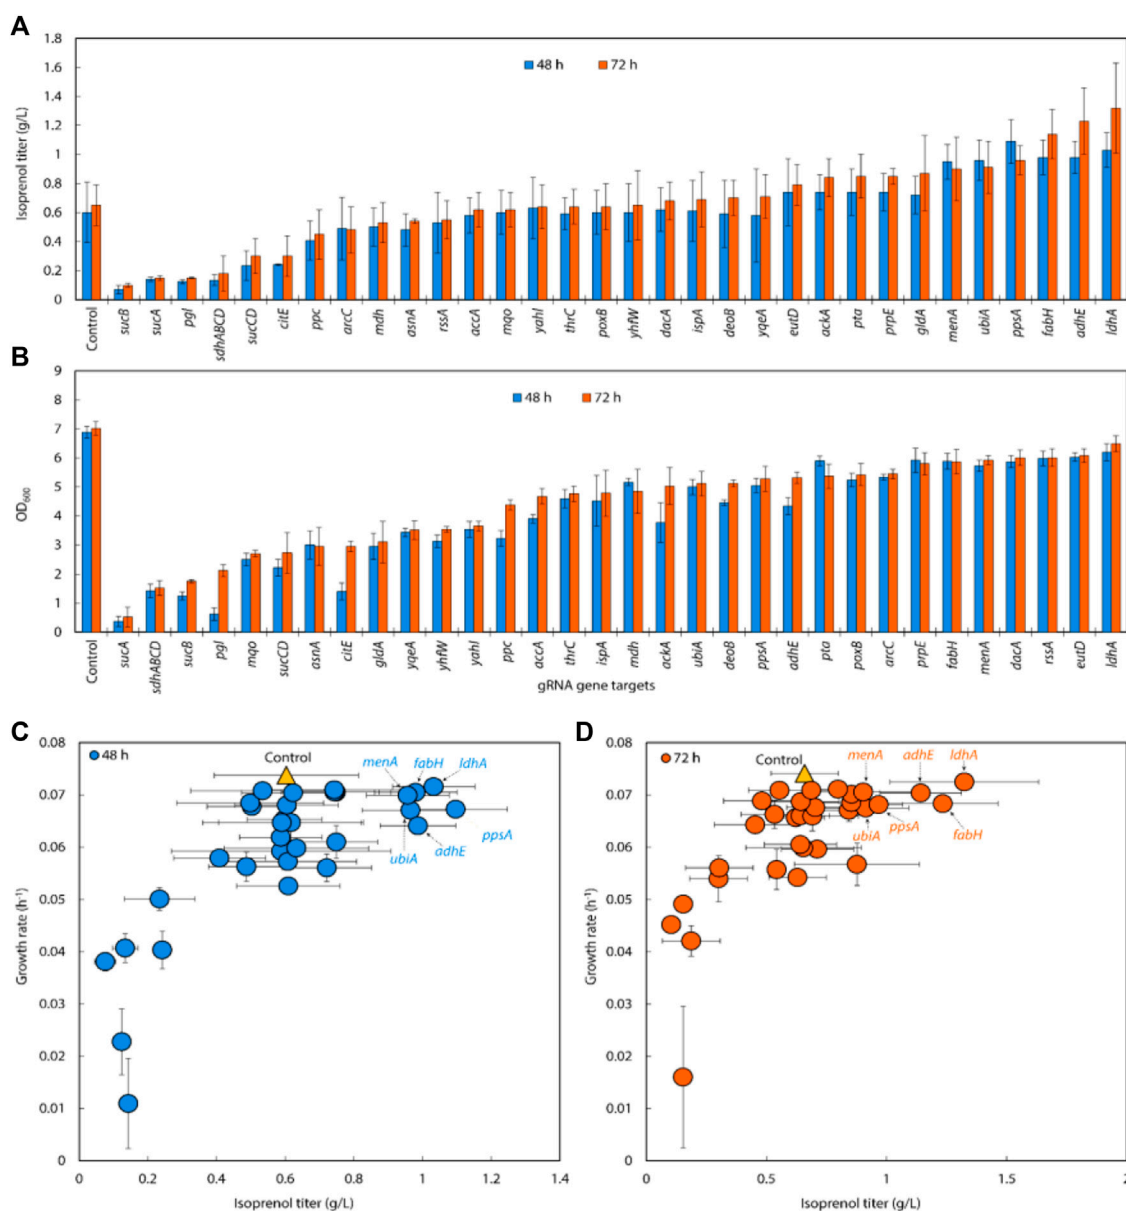 A
1.8
1.6
1.4
1.2
1
0.8
0.6
0.4
0.2
0
Isoprenol titer (g/L)
48 h 72 h
Control sucB sucA pgl sdhABCD sucCD citE ppc arcC mdh asnA rssA accA mqo yahI thrC poxB yhfW dacA ispA deoB yqeA eutD ackA pta prpE gldA menA ubiA ppsA fabH adhE ldhA
B
9
8
7
6
5
4
3
2
1
0
OD600
48 h 72 h
Control sucA sdhABCD sucB pgl mqo sucCD asnA citE gldA yqeA yhfW yahI ppc accA thrC ispA mdh ackA ubiA deoB ppsA adhE pta poxB arcC prpE fabH menA dacA rssA eutD ldhA
gRNA gene targets
C
0.08
0.07
0.06
0.05
0.04
0.03
0.02
0.01
0
Growth rate (h⁻¹)
48 h
Control
menA fabH ldhA
ubiA adhE ppsA
0 0.2 0.4 0.6 0.8 1 1.2 1.4
Isoprenol titer (g/L)
D
0.08
0.07
0.06
0.05
0.04
0.03
0.02
0.01
0
Growth rate (h⁻¹)
72 h
Control
menA adhE ldhA
ubiA ppsA fabH
0 0.5 1 1.5 2
Isoprenol titer (g/L)